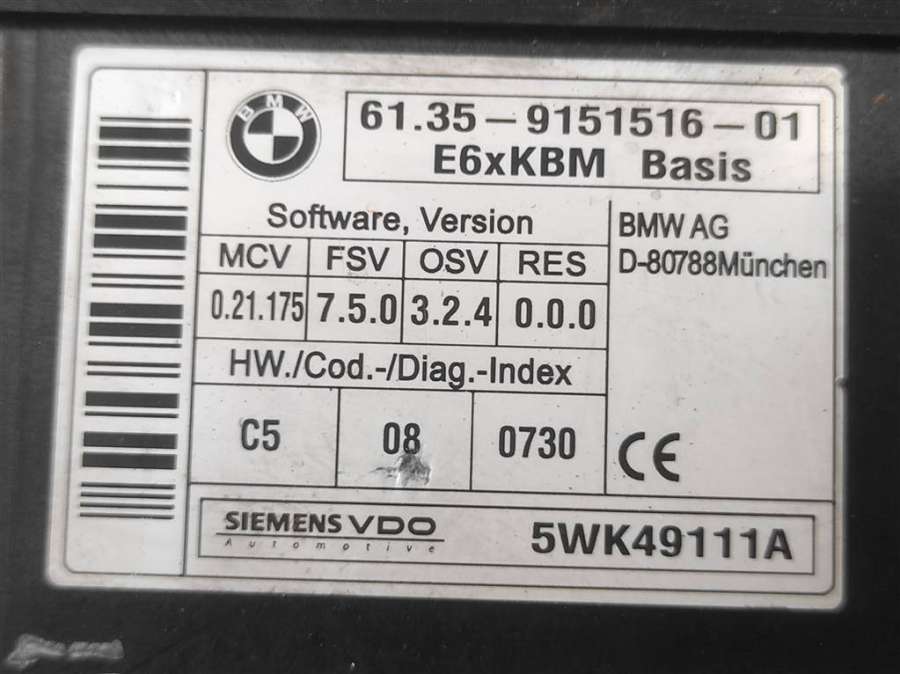 BMW
61.35-9151516-01
E6xKBM Basis
Software, Version
MCV FSV OSV RES
0.21.175 7.5.0 3.2.4 0.0.0
BMW AG
D-80788München
HW./Cod.-/Diag.-Index
C5 08 0730
CE
SIEMENS VDO
Automotive
5WK49111A